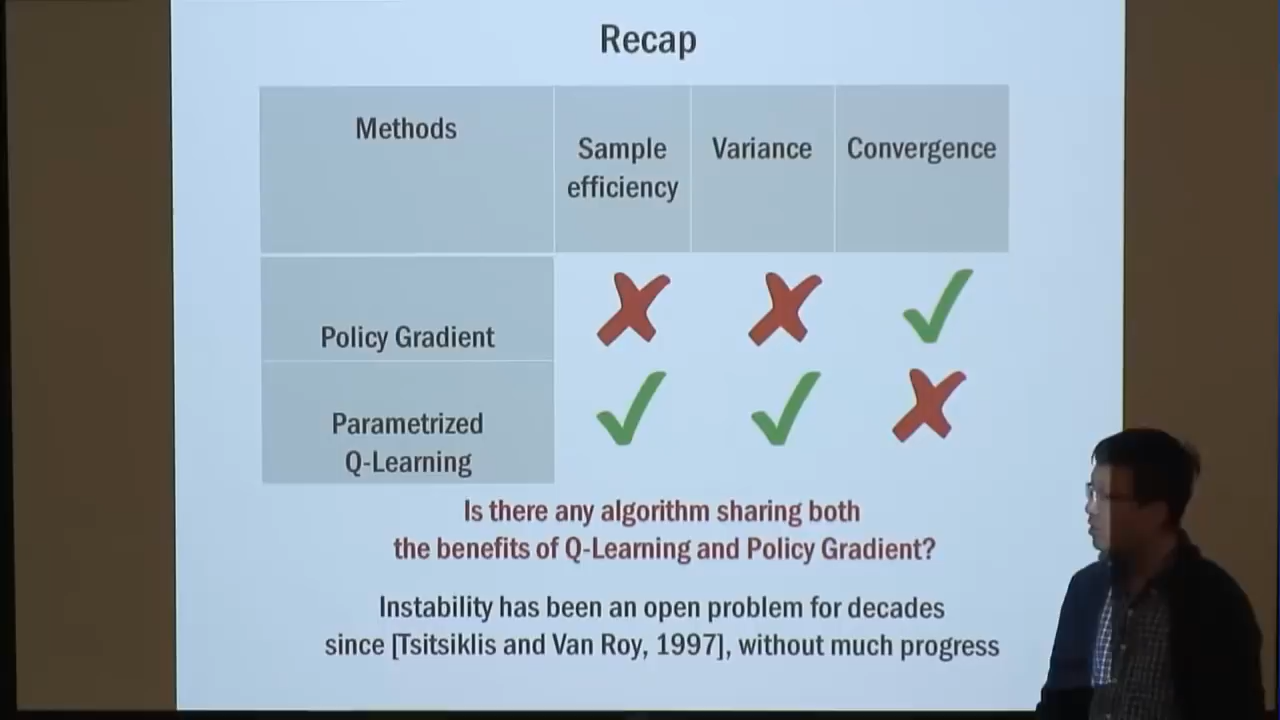 Recap
Methods
Sample
efficiency
Variance
Convergence
Policy Gradient
Parametrized
Q-Learning
Is there any algorithm sharing both
the benefits of Q-Learning and Policy Gradient?
Instability has been an open problem for decades
since [Tsitsiklis and Van Roy, 1997], without much progress